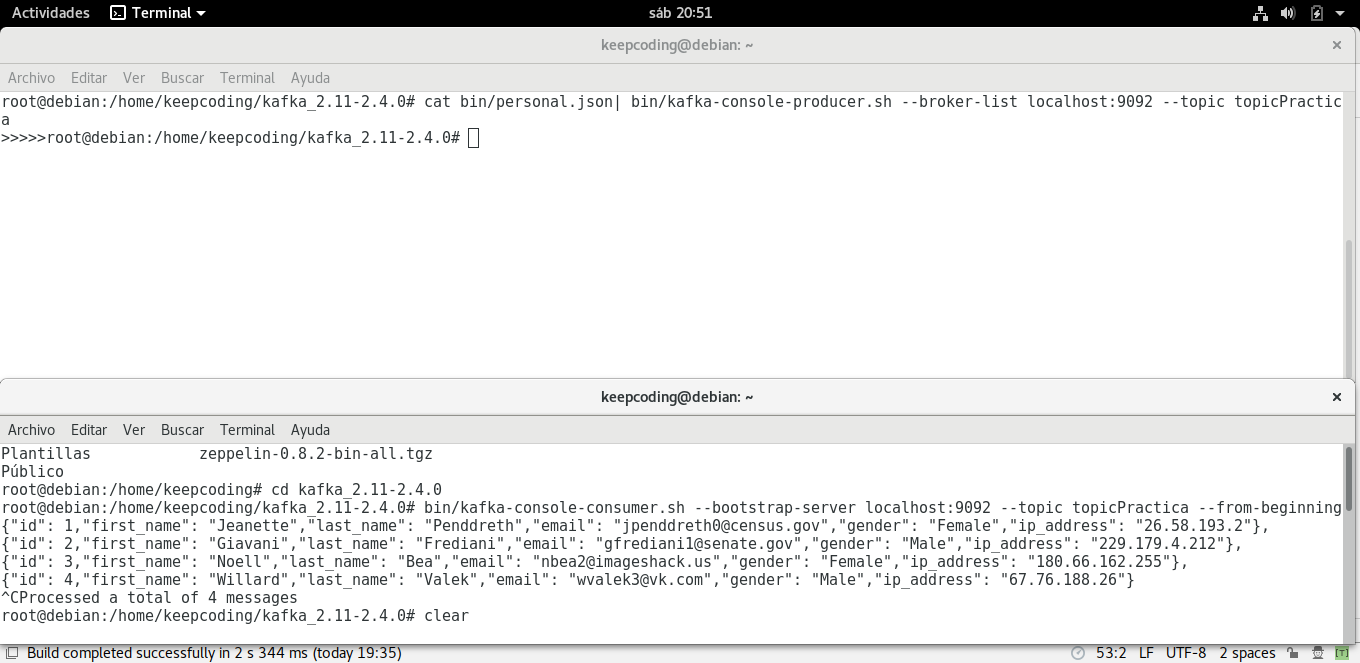 Actividades Terminal sáb 20:51
keepcoding@debian: ~
Archivo Editar Ver Buscar Terminal Ayuda
root@debian:/home/keepcoding/kafka_2.11-2.4.0# cat bin/personal.json| bin/kafka-console-producer.sh --broker-list localhost:9092 --topic topicPractic
a
>>>>>root@debian:/home/keepcoding/kafka_2.11-2.4.0#
keepcoding@debian: ~
Archivo Editar Ver Buscar Terminal Ayuda
Plantillas zeppelin-0.8.2-bin-all.tgz
Público
root@debian:/home/keepcoding# cd kafka_2.11-2.4.0
root@debian:/home/keepcoding/kafka_2.11-2.4.0# bin/kafka-console-consumer.sh --bootstrap-server localhost:9092 --topic topicPractica --from-beginning
{"id": 1,"first_name": "Jeanette","last_name": "Penddreth","email": "jpenddreth0@census.gov","gender": "Female","ip_address": "26.58.193.2"},
{"id": 2,"first_name": "Giavani","last_name": "Frediani","email": "gfrediani1@senate.gov","gender": "Male","ip_address": "229.179.4.212"},
{"id": 3,"first_name": "Noell","last_name": "Bea","email": "nbea2@imageshack.us","gender": "Female","ip_address": "180.66.162.255"},
{"id": 4,"first_name": "Willard","last_name": "Valek","email": "wvalek3@vk.com","gender": "Male","ip_address": "67.76.188.26"}
^CProcessed a total of 4 messages
root@debian:/home/keepcoding/kafka_2.11-2.4.0# clear
Build completed successfully in 2 s 344 ms (today 19:35) 53:2 LF UTF-8 2 spaces [T]